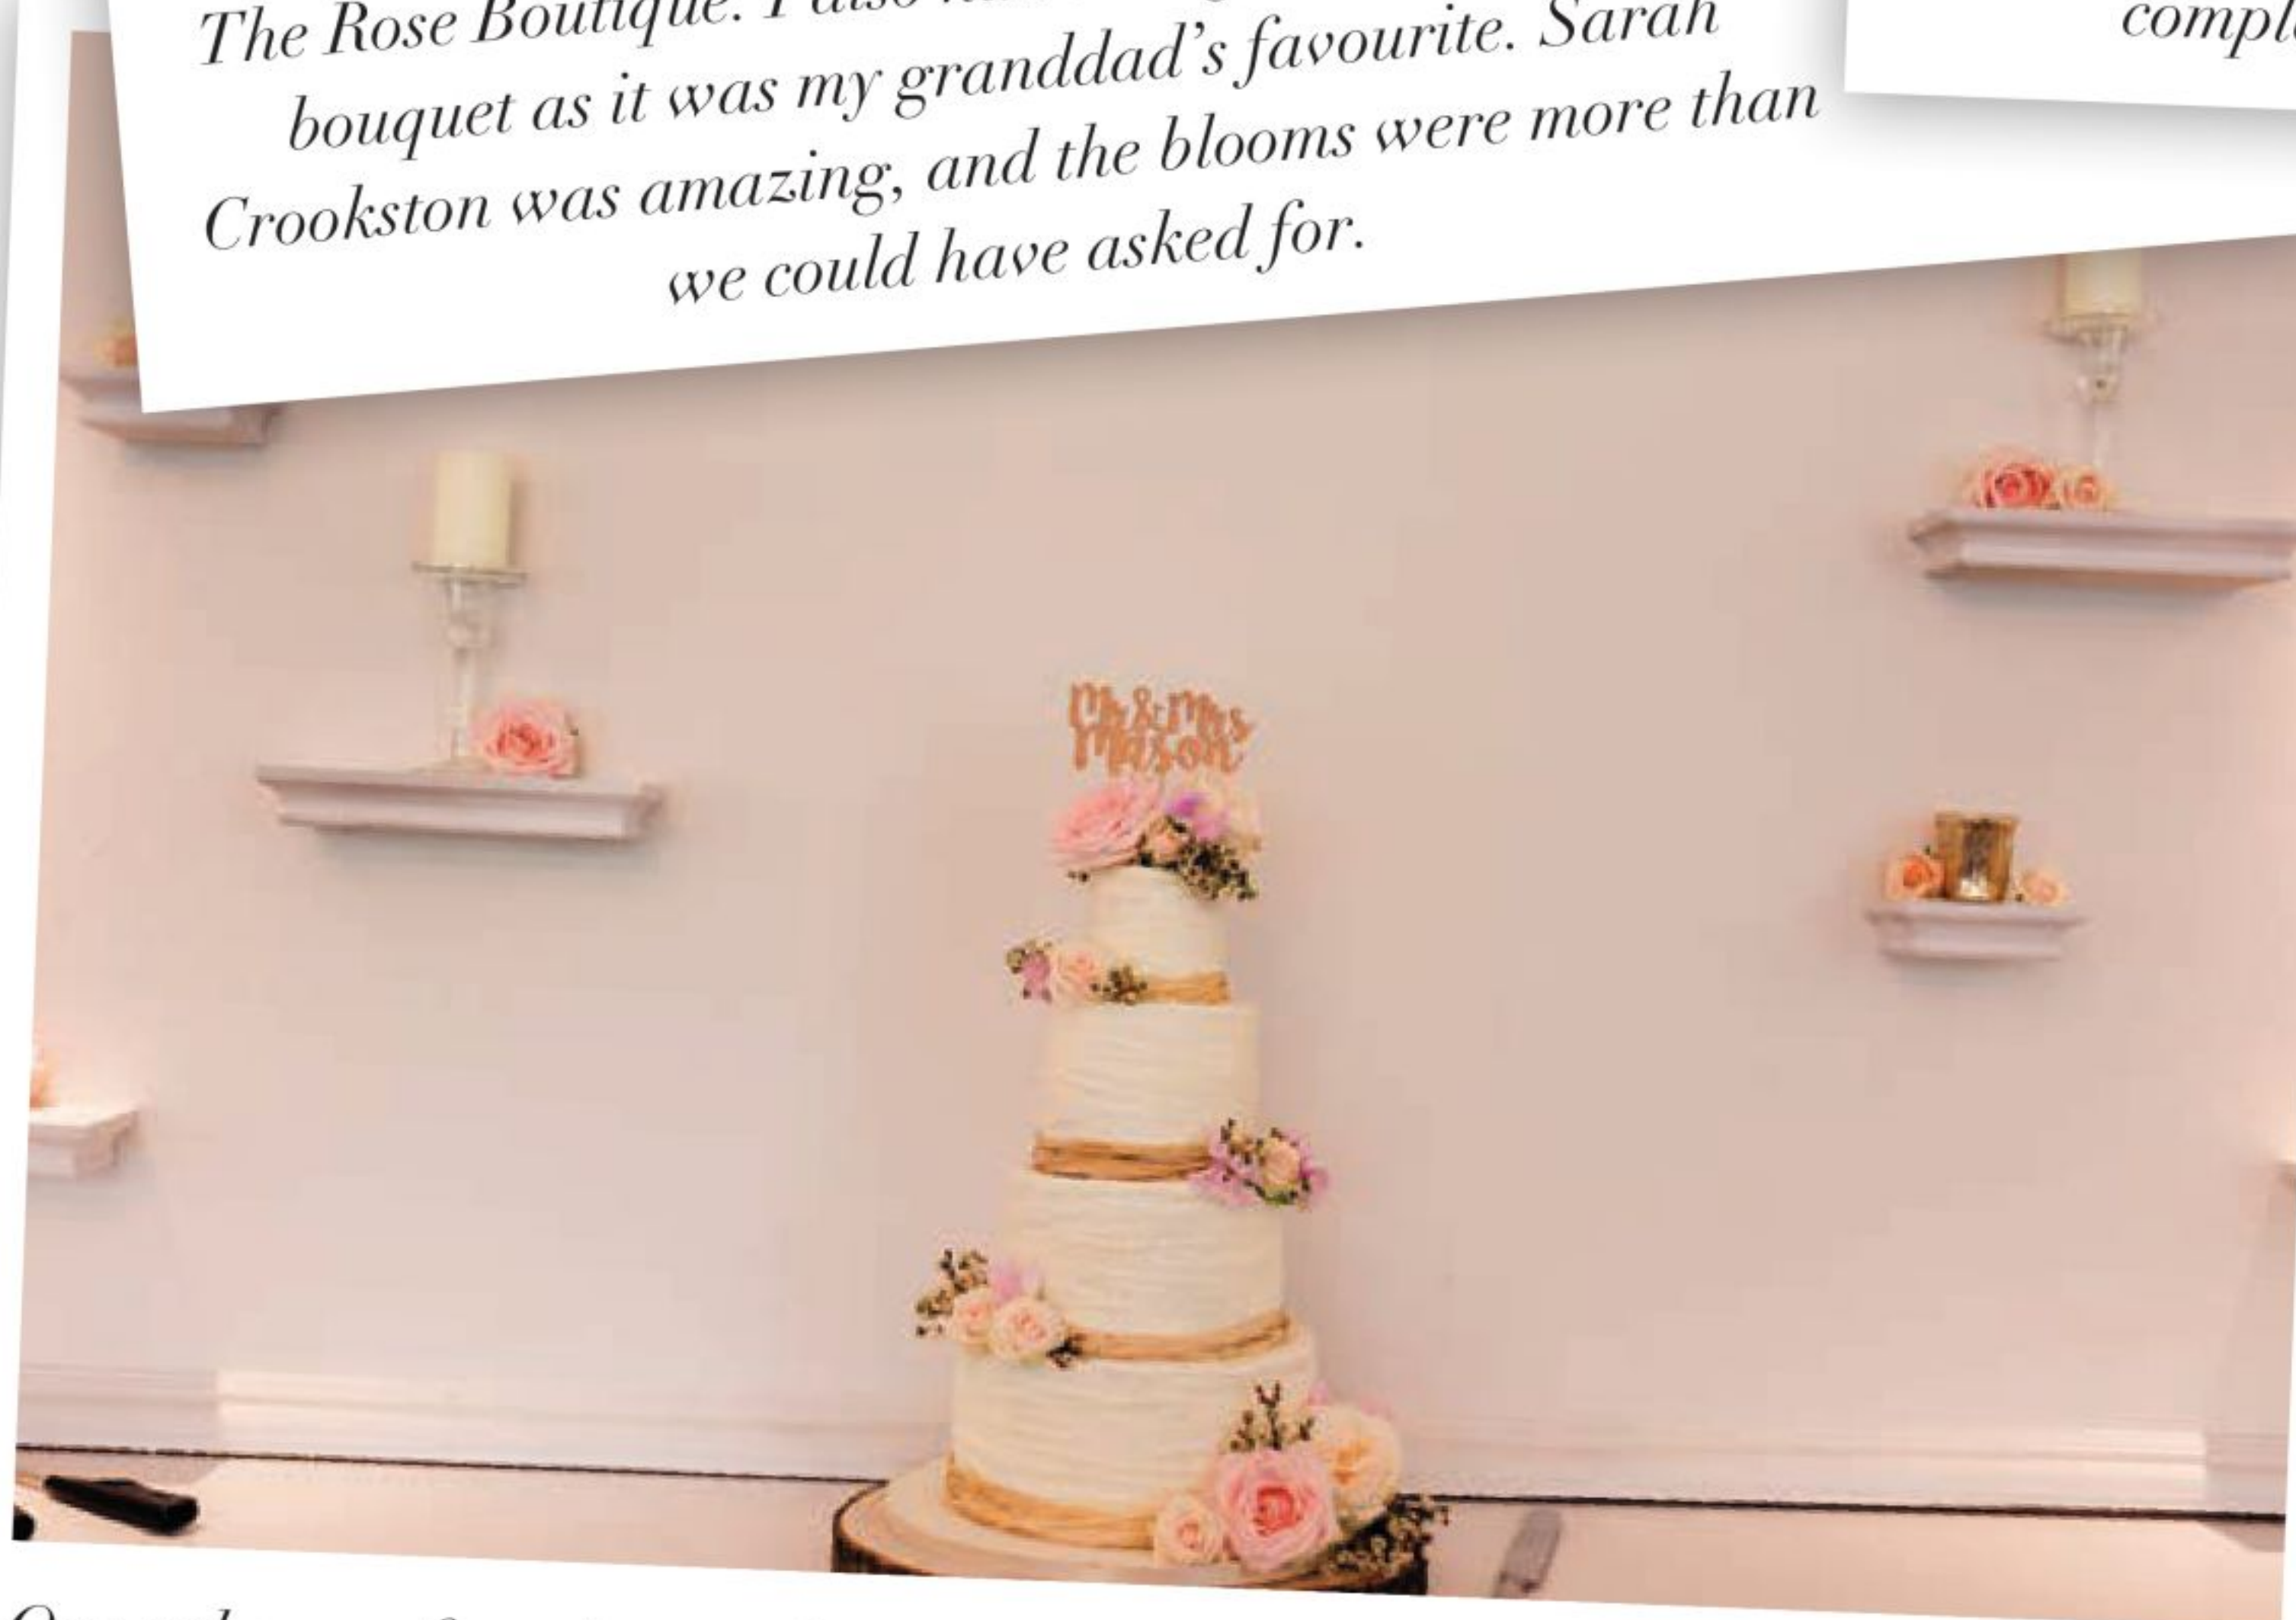 The Rose Boutique. I also
bouquet as it was my granddad's favourite. Sarah
Crookston was amazing, and the blooms were more than
we could have asked for.
Mr & Mrs
Mason